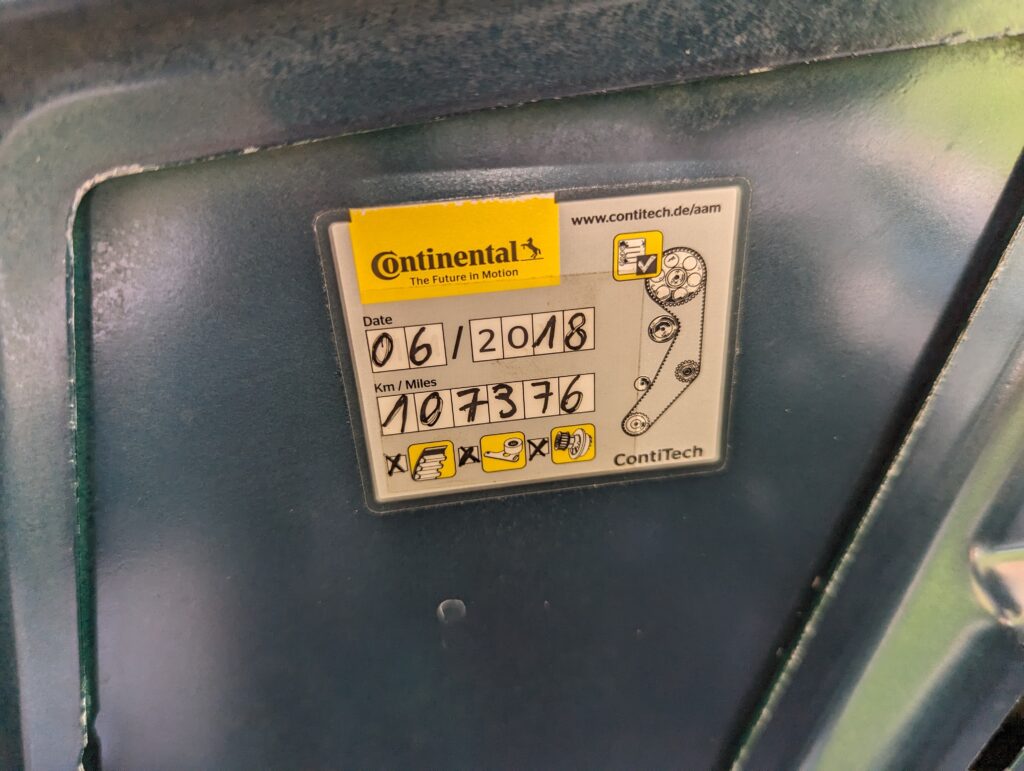 Continental
The Future in Motion
www.contitech.de/aam
Date
06/2018
Km / Miles
107376
x x x
ContiTech